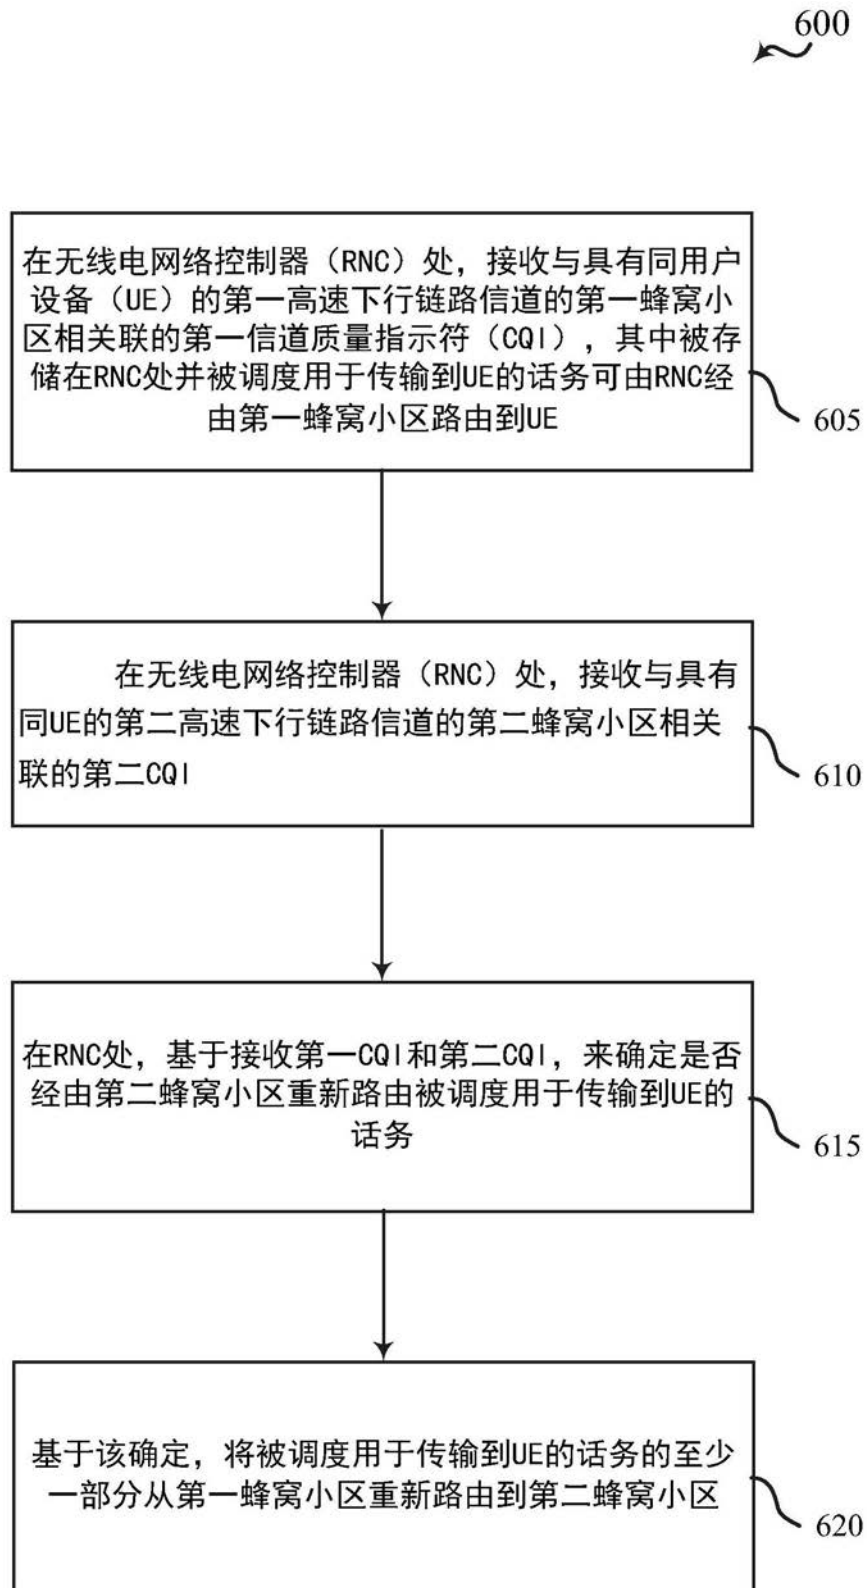 600
在无线电网络控制器（RNC）处，接收与具有同用户
设备（UE）的第一高速下行链路信道的第一蜂窝小
区相关联的第一信道质量指示符（CQI），其中被存
储在RNC处并被调度用于传输到UE的话务可由RNC经
由第一蜂窝小区路由到UE
605
在无线电网络控制器（RNC）处，接收与具有
同UE的第二高速下行链路信道的第二蜂窝小区相关
联的第二CQI
610
在RNC处，基于接收第一CQI和第二CQI，来确定是否
经由第二蜂窝小区重新路由被调度用于传输到UE的
话务
615
基于该确定，将被调度用于传输到UE的话务的至少
一部分从第一蜂窝小区重新路由到第二蜂窝小区
620